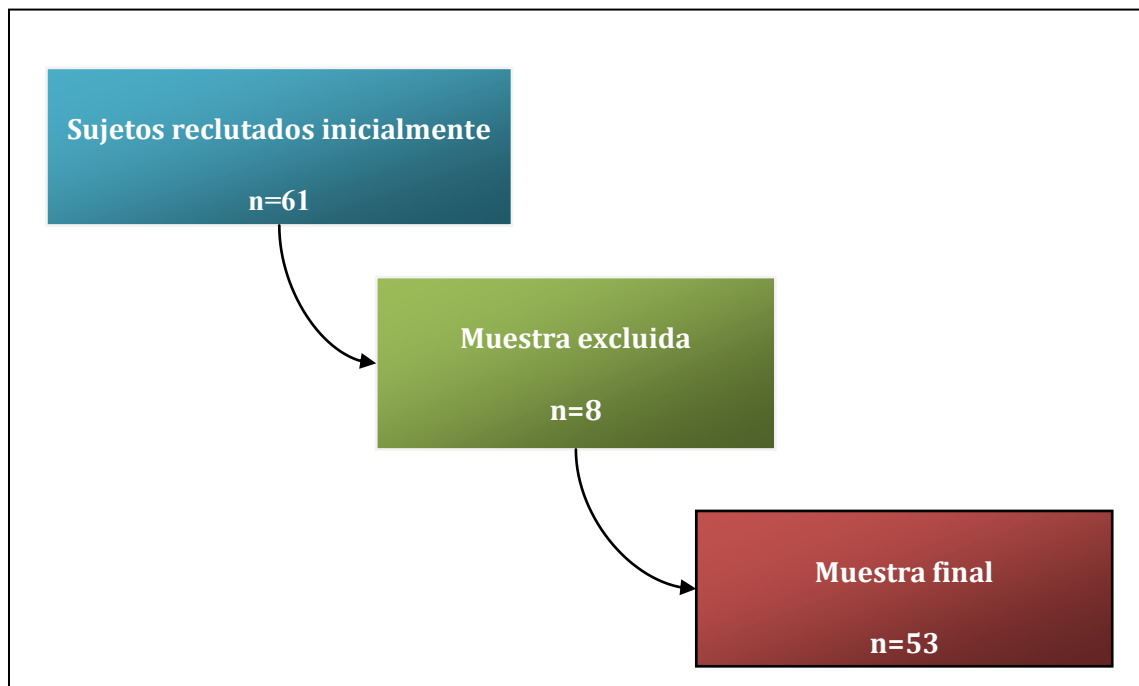 Sujetos reclutados inicialmente
n=61
Muestra excluida
n=8
Muestra final
n=53